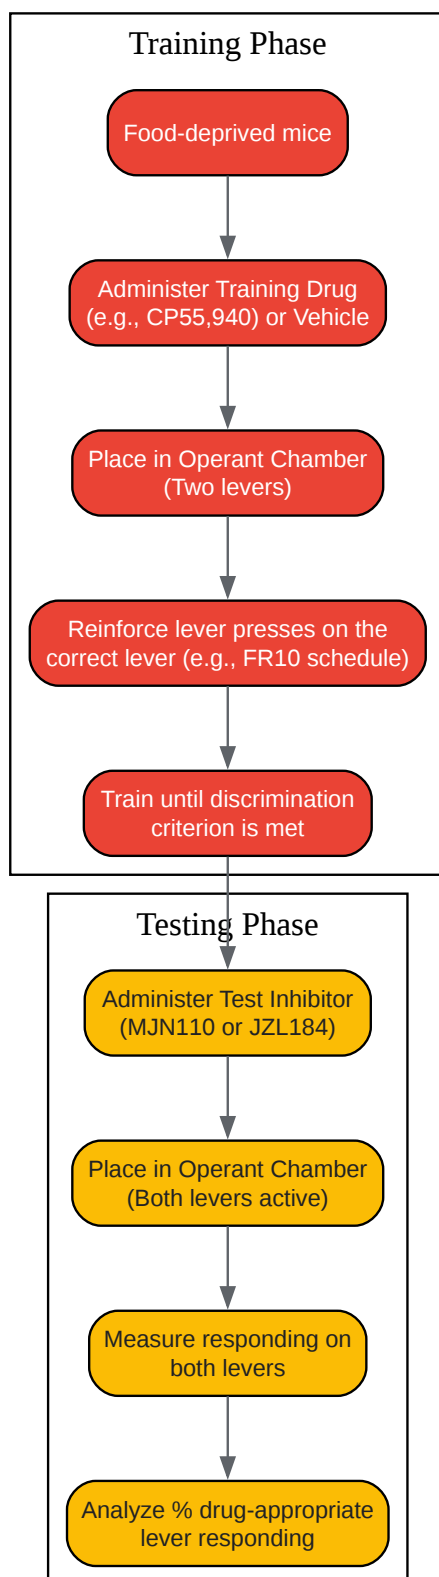 Training Phase
Food-deprived mice
Administer Training Drug
(e.g., CP55,940) or Vehicle
Place in Operant Chamber
(Two levers)
Reinforce lever presses on the
correct lever (e.g., FR10 schedule)
Train until discrimination
criterion is met
Testing Phase
Administer Test Inhibitor
(MJN110 or JZL184)
Place in Operant Chamber
(Both levers active)
Measure responding on
both levers
Analyze % drug-appropriate
lever responding